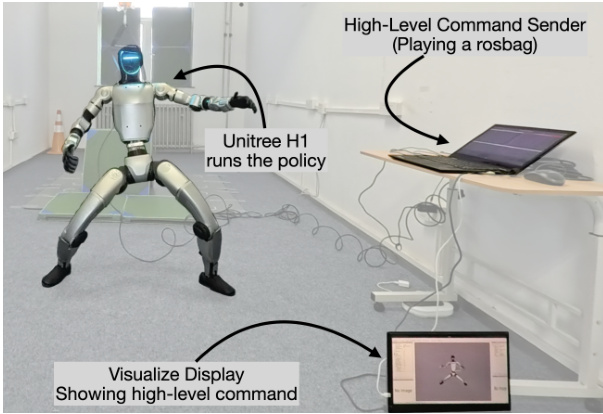 High-Level Command Sender
(Playing a rosbag)
Unitree H1
runs the policy
Visualize Display
Showing high-level command